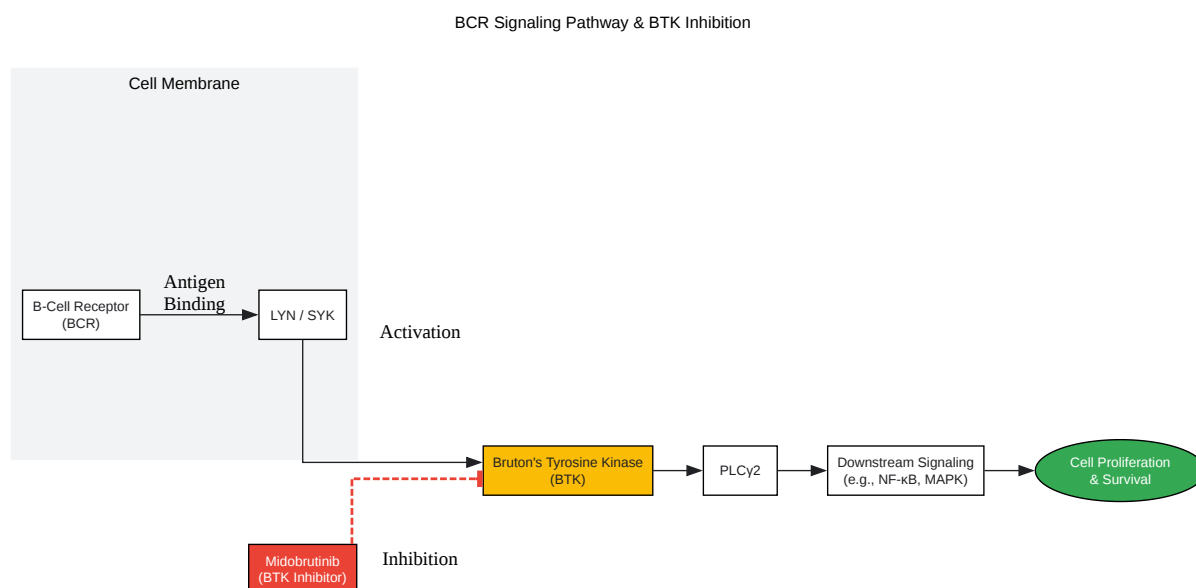 BCR Signaling Pathway & BTK Inhibition
Cell Membrane
B-Cell Receptor
(BCR)
Antigen
Binding
LYN / SYK
Activation
Bruton's Tyrosine Kinase
(BTK)
PLCγ2
Downstream Signaling
(e.g., NF-κB, MAPK)
Cell Proliferation
& Survival
Midobrutinib
(BTK Inhibitor)
Inhibition